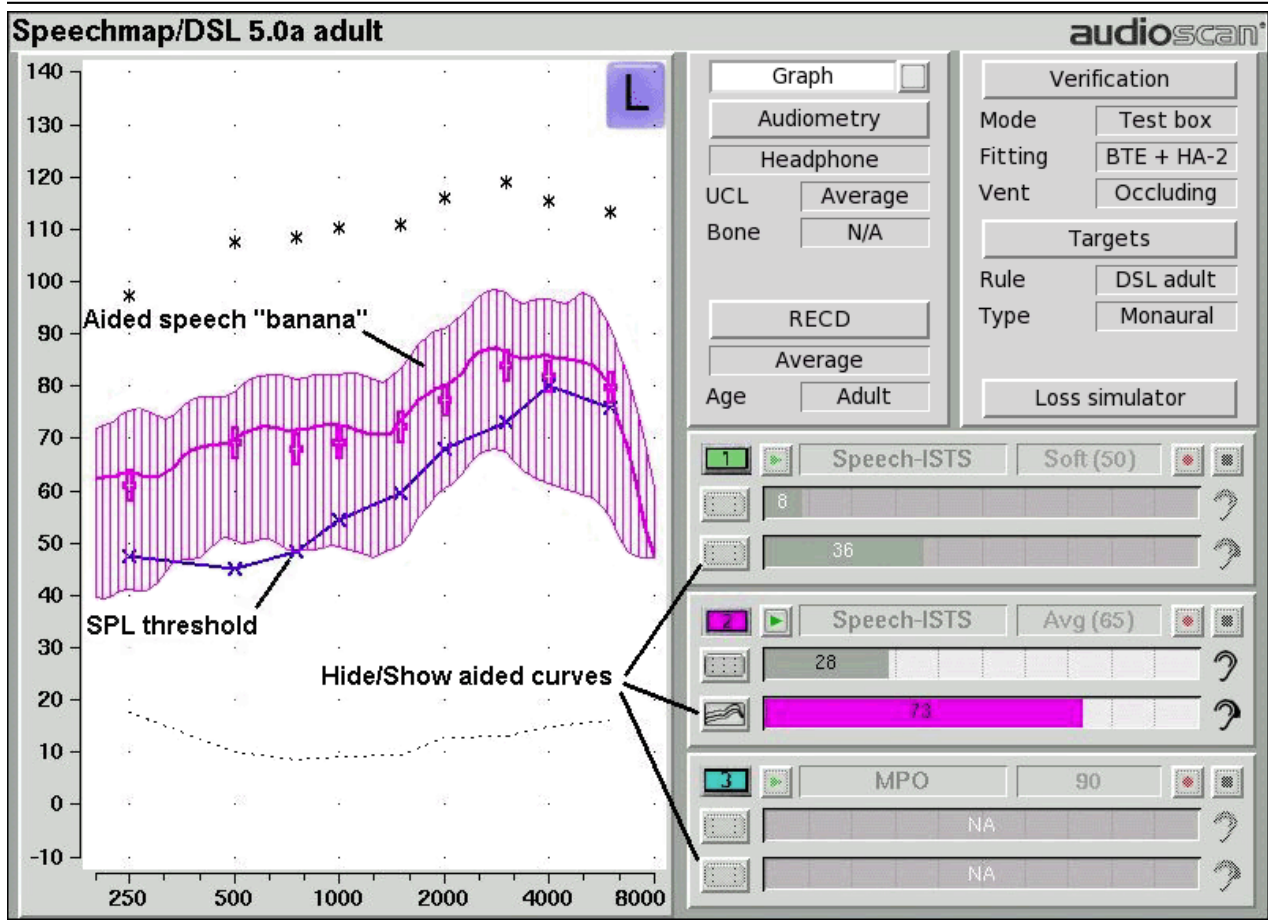 Speechmap/DSL 5.0a adult
audioscan
L
140
130
120
110
100
90
80
70
60
50
40
30
20
10
0
-10
250 500 1000 2000 4000 8000
Aided speech "banana"
SPL threshold
Hide/Show aided curves
Graph
Audiometry
Headphone
UCL Average
Bone N/A
RECD
Average
Age Adult
Verification
Mode Test box
Fitting BTE + HA-2
Vent Occluding
Targets
Rule DSL adult
Type Monaural
Loss simulator
1 Speech-ISTS Soft (50)
8
36
2 Speech-ISTS Avg (65)
28
73
3 MPO 90
NA
NA